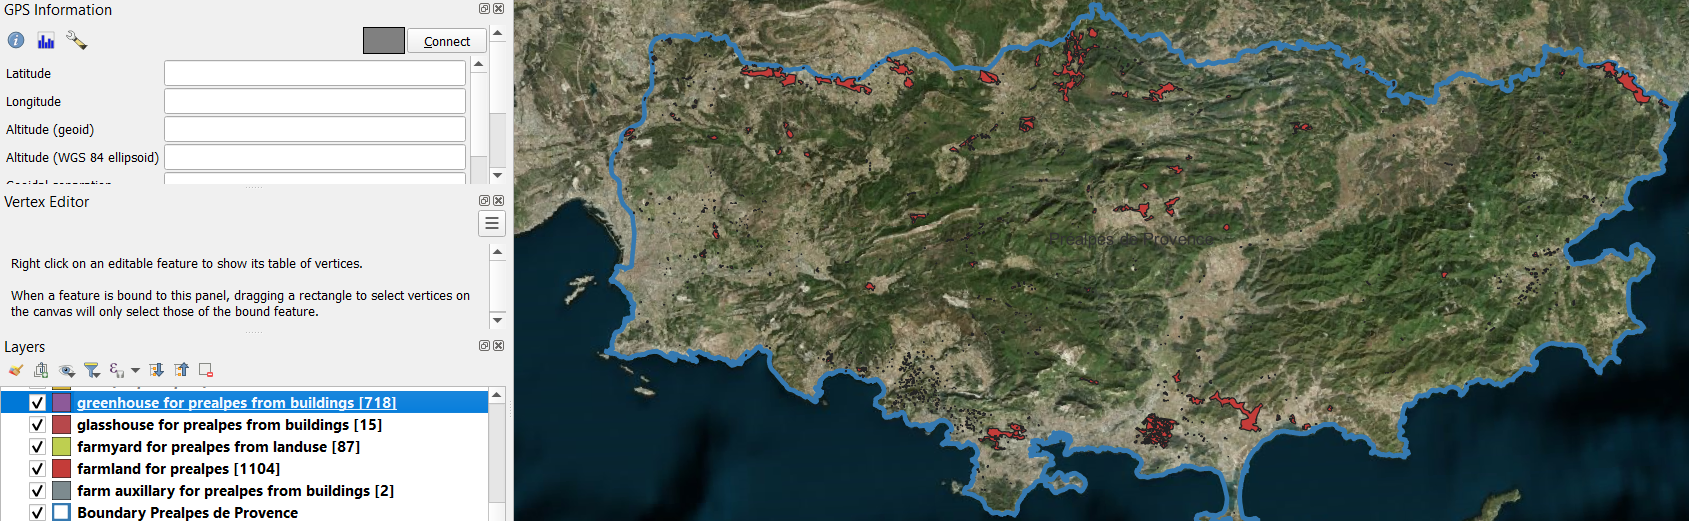 GPS Information
Connect
Latitude
Longitude
Altitude (geoid)
Altitude (WGS 84 ellipsoid)
Geoidal separation
Vertex Editor
Right click on an editable feature to show its table of vertices.
When a feature is bound to this panel, dragging a rectangle to select vertices on
the canvas will only select those of the bound feature.
Layers
greenhouse for prealpes from buildings [718]
glasshouse for prealpes from buildings [15]
farmyard for prealpes from landuse [87]
farmland for prealpes [1104]
farm auxillary for prealpes from buildings [2]
Boundary Prealpes de Provence
Prealpes de Provence